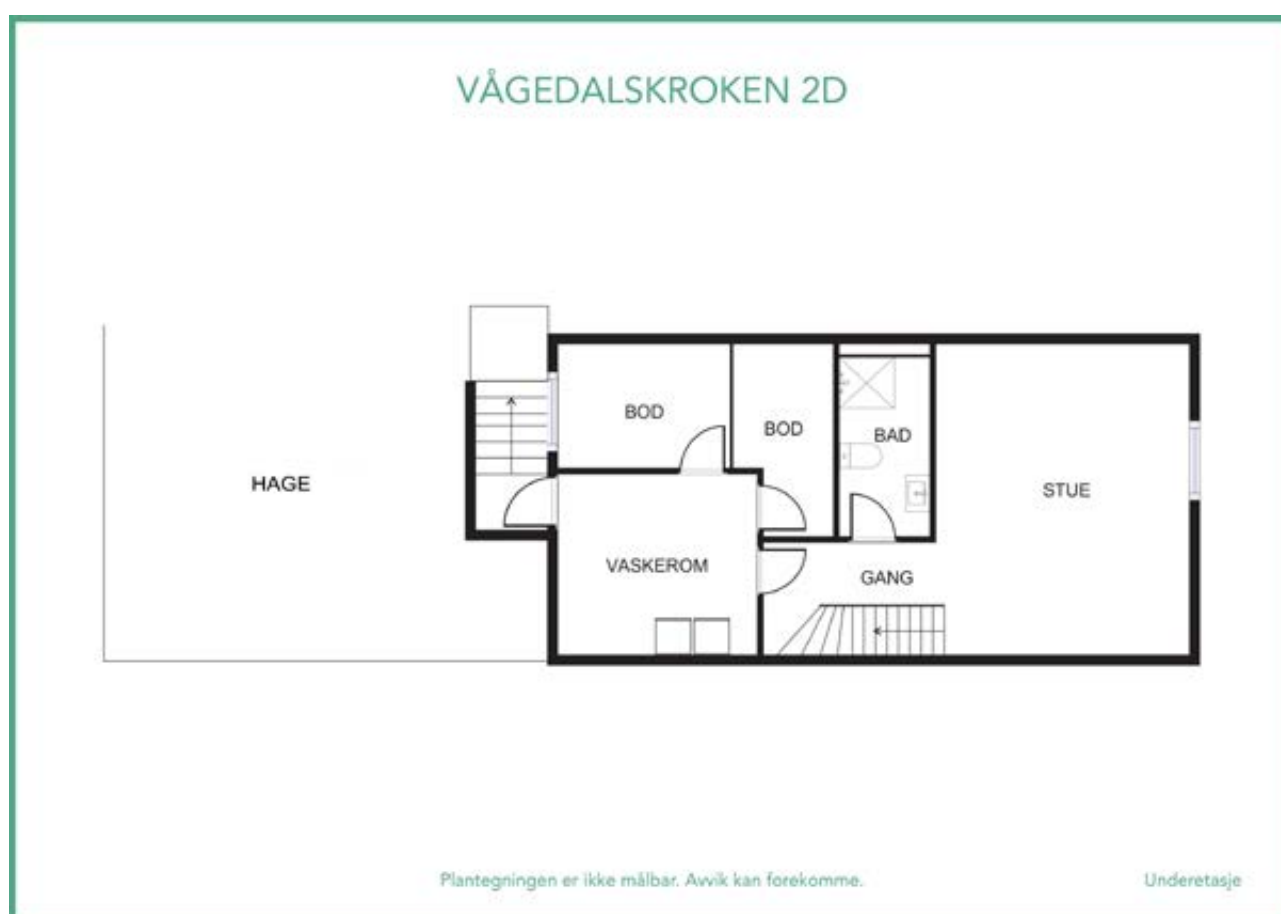 VÅGEDALSKROKEN 2D
BOD
BOD
BAD
HAGE
STUE
VASKEROM
GANG
Plantegningen er ikke målbar. Avvik kan forekomme.
Underetasje